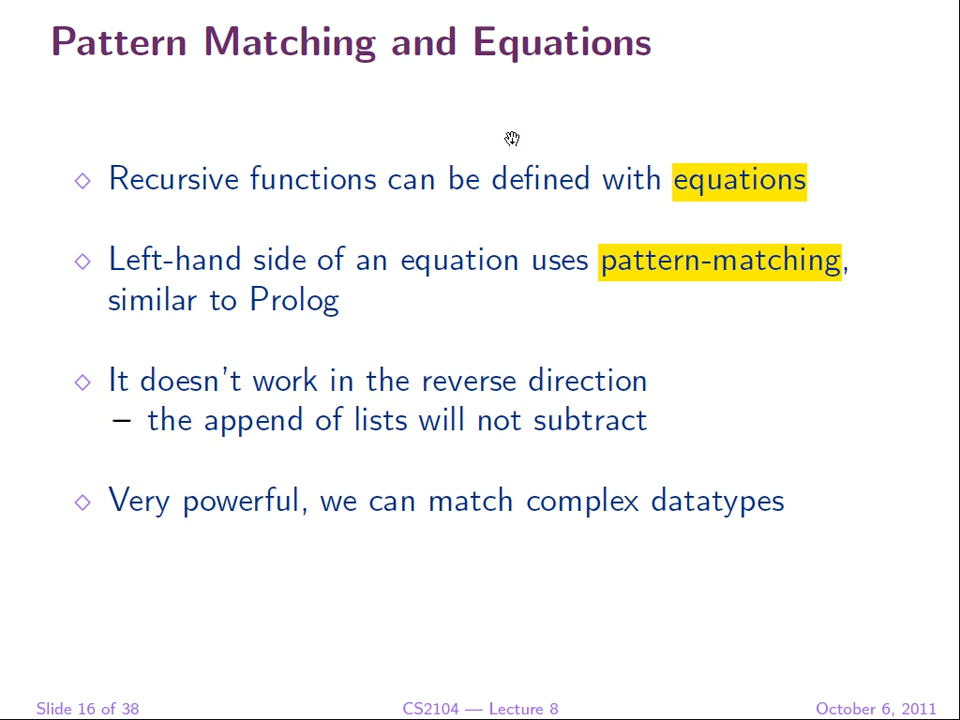 Pattern Matching and Equations
◇ Recursive functions can be defined with equations
◇ Left-hand side of an equation uses pattern-matching,
similar to Prolog
◇ It doesn't work in the reverse direction
– the append of lists will not subtract
◇ Very powerful, we can match complex datatypes
Slide 16 of 38 CS2104 — Lecture 8 October 6, 2011